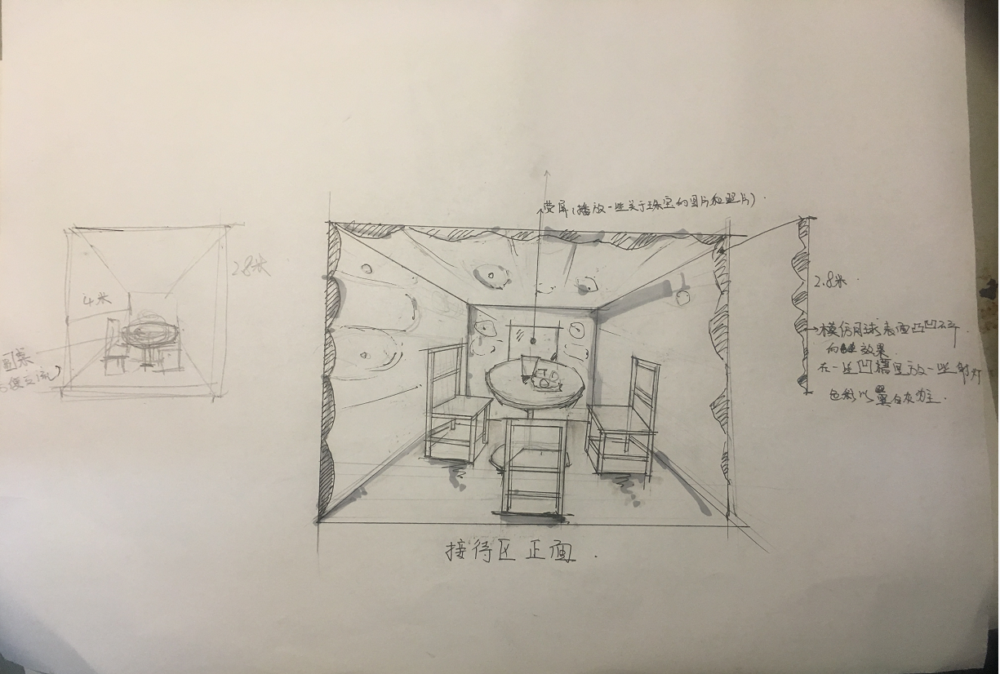 荧屏(播放一些关于珠宝的图片和照片).
2.8米
4米
2.8米.
模仿月球表面凸凹不平
的效果.
在一些凹槽里放一些射灯
色彩以
白灰为主.
接待区正面.